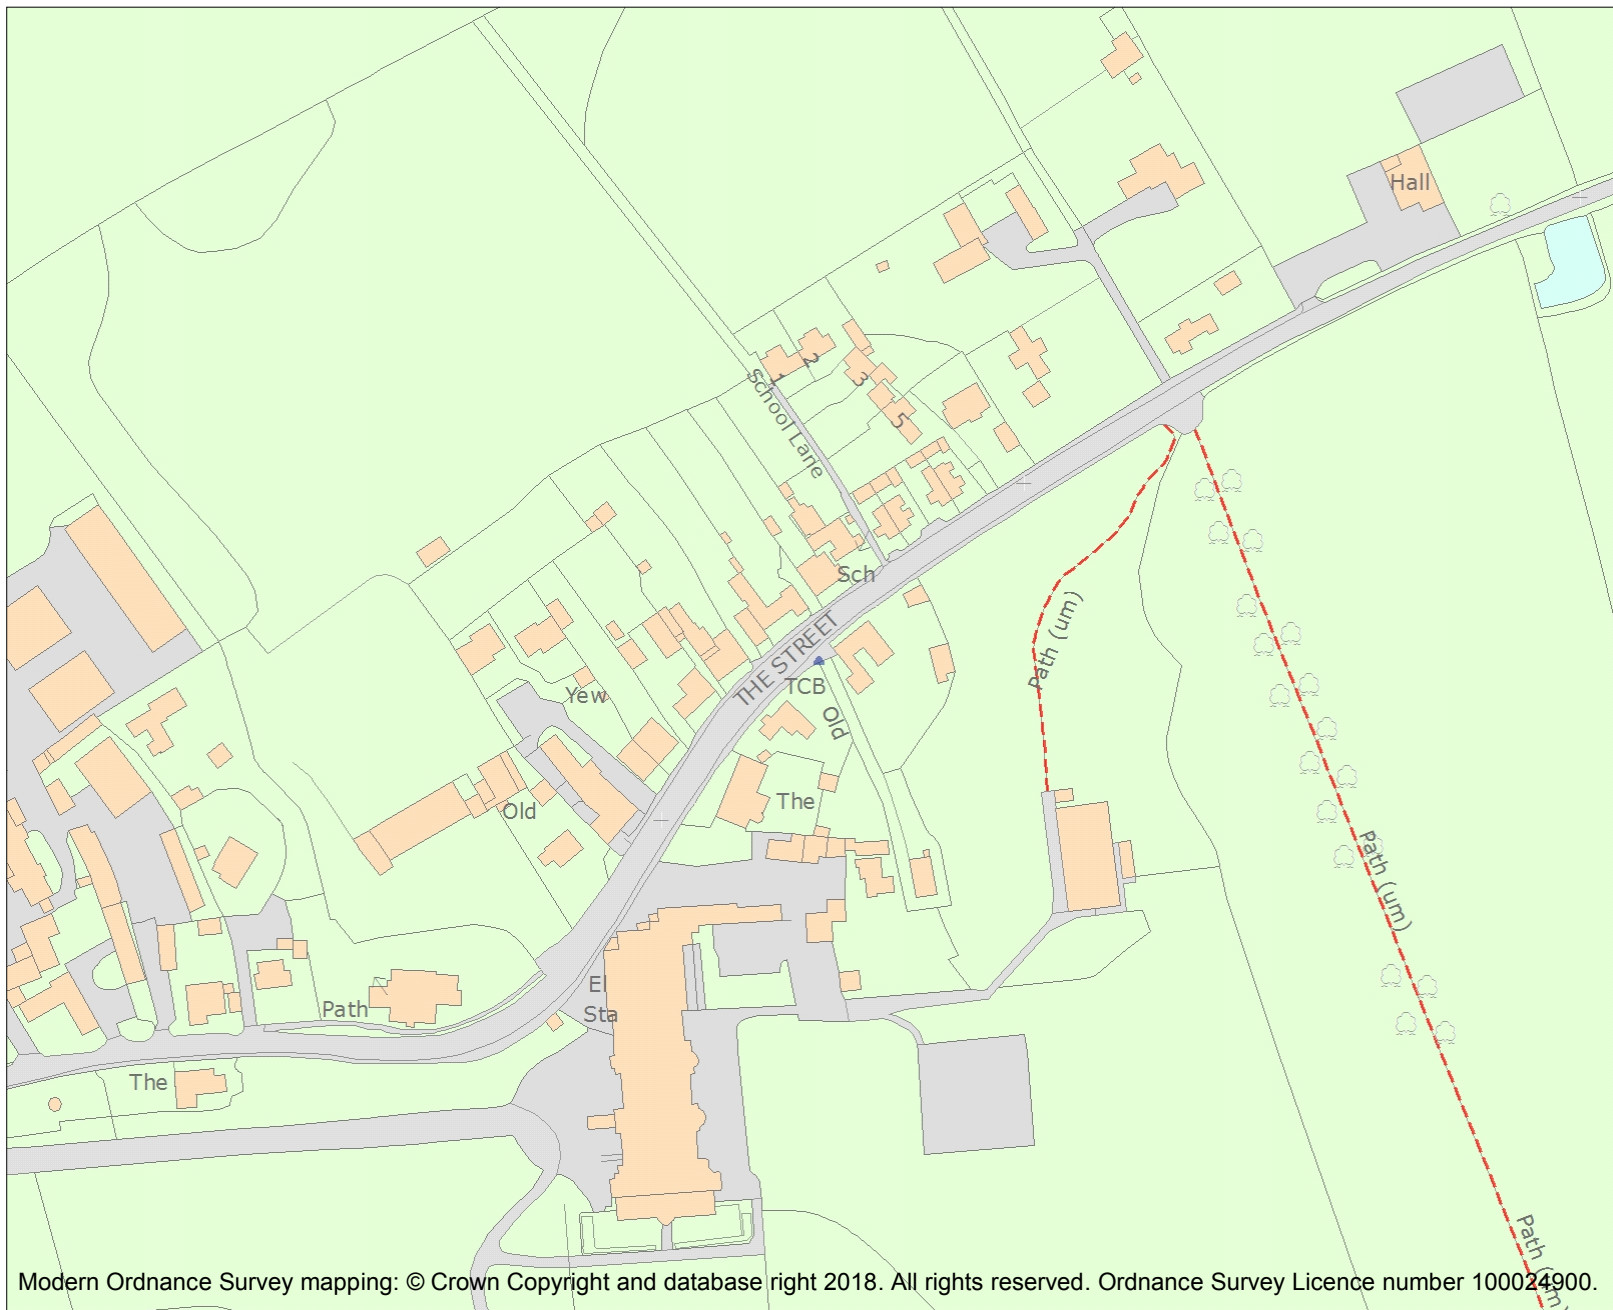 Hall
2
1
3
School Lane
5
Sch
THE STREET
Path (um)
TCB
Yew
Old
The
Old
Path (um)
El
Sta
Path
The
Path (um)
Modern Ordnance Survey mapping: © Crown Copyright and database right 2018. All rights reserved. Ordnance Survey Licence number 100024900.